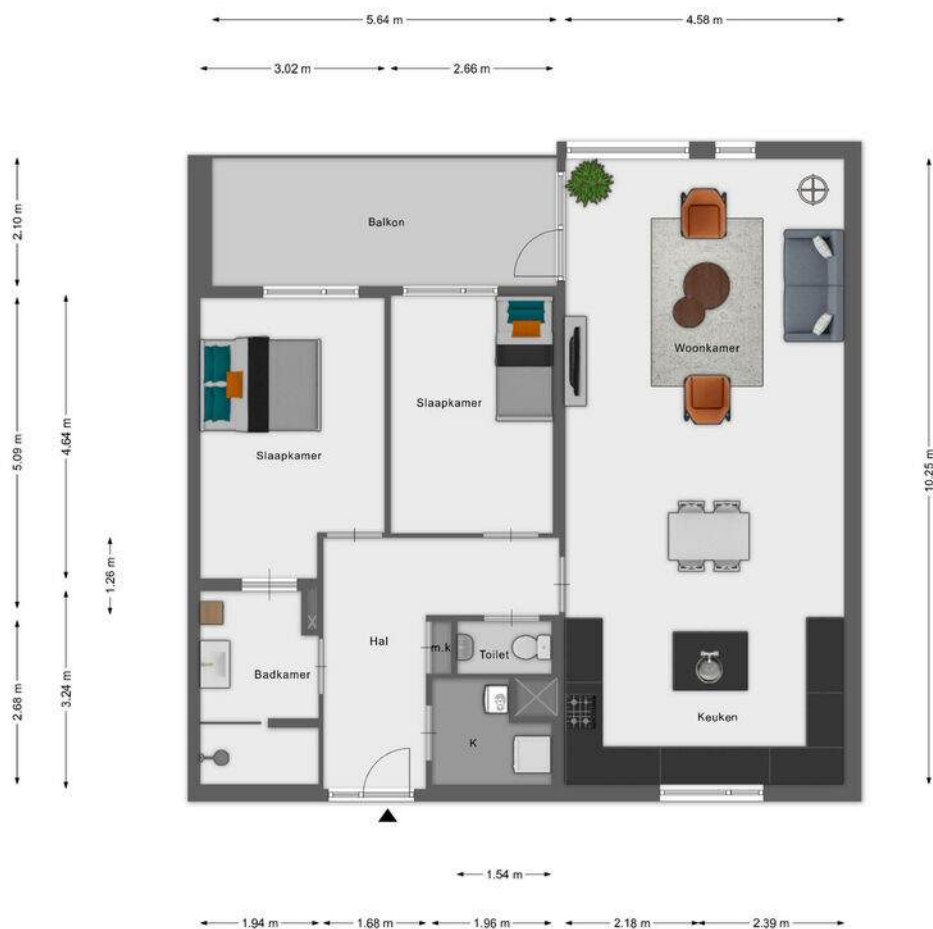 5.64 m
4.58 m
3.02 m
2.66 m
2.10 m
Balkon
Woonkamer
Slaapkamer
Slaapkamer
5.09 m
4.64 m
10.25 m
1.26 m
Hal
m.k
Toilet
Badkamer
2.68 m
3.24 m
Keuken
K
1.54 m
1.94 m
1.68 m
1.96 m
2.18 m
2.39 m